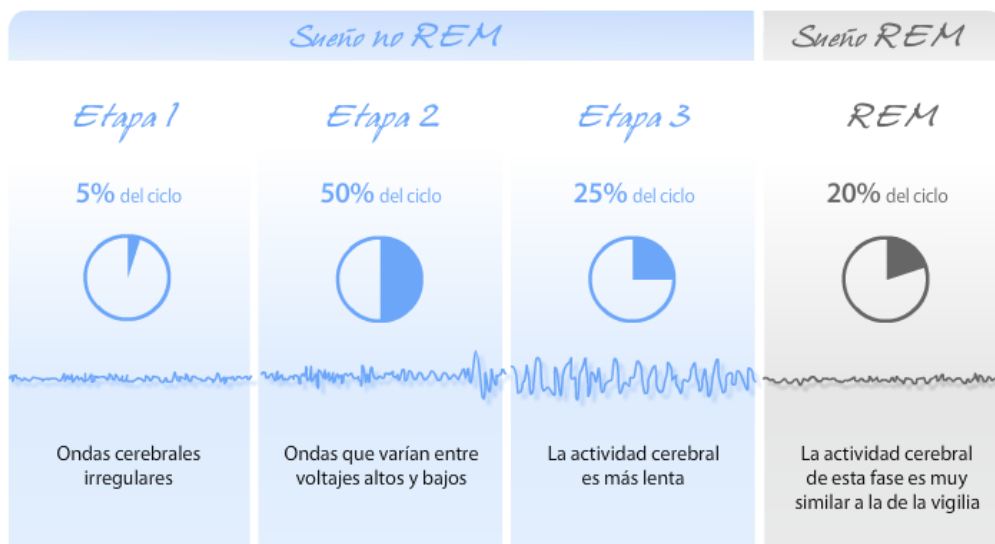 Sueño no REM
Sueño REM
Etapa 1
Etapa 2
Etapa 3
REM
5% del ciclo
50% del ciclo
25% del ciclo
20% del ciclo
Ondas cerebrales
irregulares
Ondas que varían entre
voltajes altos y bajos
La actividad cerebral
es más lenta
La actividad cerebral
de esta fase es muy
similar a la de la vigilia